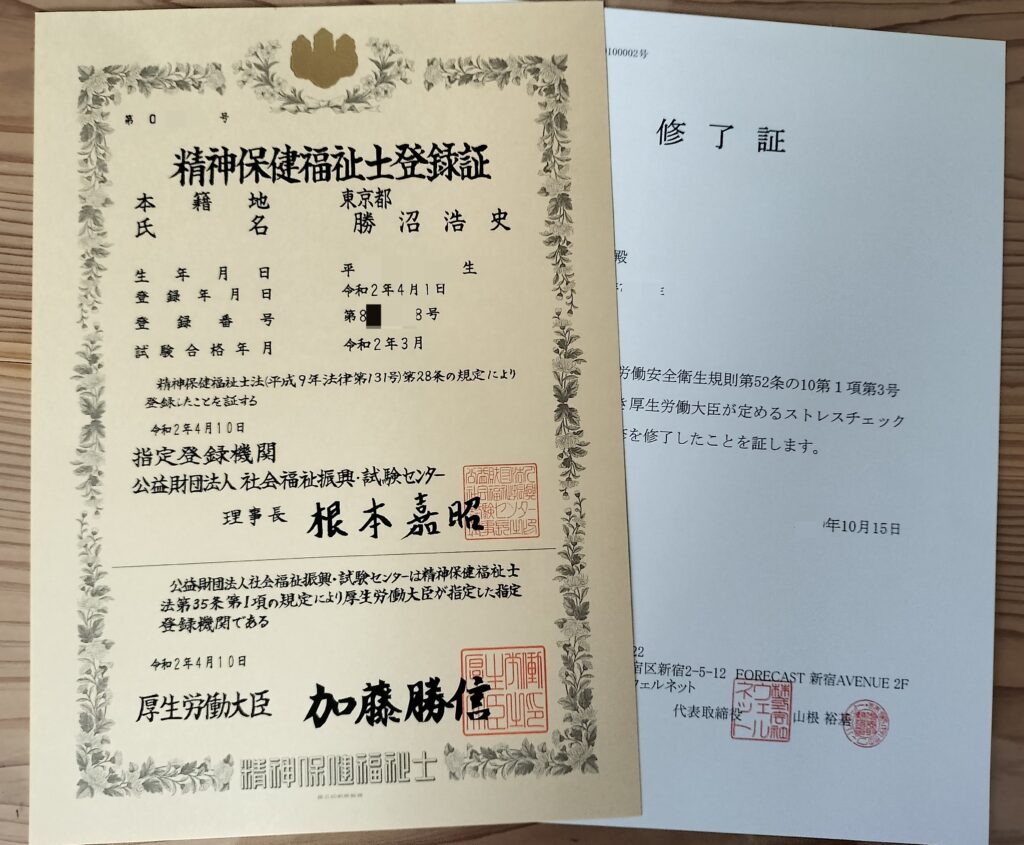 第0 号
精神保健福祉士登録証
本籍地 東京都
氏名 勝沼浩史
生年月日 平 生
登録年月日 令和2年4月1日
登録番号 第8 8号
試験合格年月 令和2年3月
精神保健福祉士法(平成9年法律第131号)第28条の規定により
登録したことを証する
令和2年4月10日
指定登録機関
公益財団法人 社会福祉振興・試験センター
理事長 根本嘉昭
公益財団法人社会福祉振興・試験センターは精神保健福祉士
法第35条第1項の規定により厚生労働大臣が指定した指定
登録機関である
令和2年4月10日
厚生労働大臣 加藤勝信
精神保健福祉士
0100002号
修了証
殿
労働安全衛生規則第52条の10第1項第3号
き厚生労働大臣が定めるストレスチェック
を修了したことを証します。
年10月15日
22
宿区新宿2-5-12 FORECAST 新宿AVENUE 2F
ウェルネット
代表取締役 山根 裕基